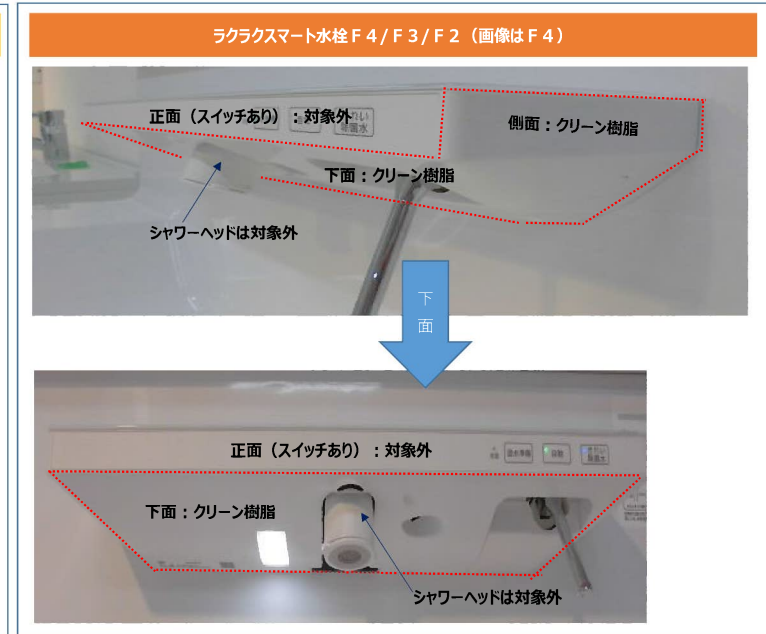 ラクラクスマート水栓Ｆ４/Ｆ３/Ｆ２（画像はＦ４）
正面（スイッチあり）：対象外
側面：クリーン樹脂
下面：クリーン樹脂
シャワーヘッドは対象外
下
面
正面（スイッチあり）：対象外
下面：クリーン樹脂
シャワーヘッドは対象外